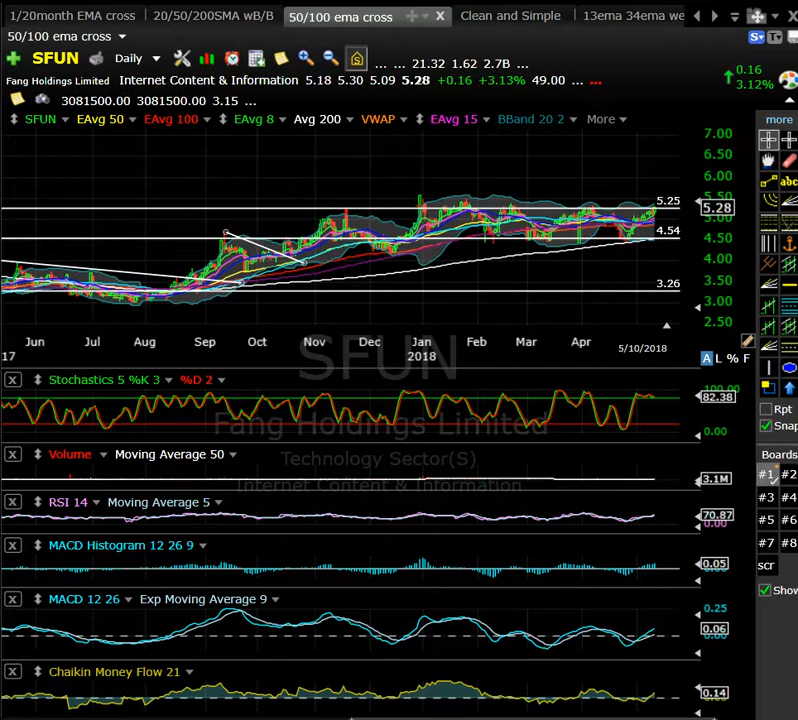 1/20month EMA cross 20/50/200SMA wB/B 50/100 ema cross X Clean and Simple 13ema 34ema we
50/100 ema cross
SFUN Daily ... ... 21.32 1.62 2.7B ...
0.16
3.12%
Fang Holdings Limited Internet Content & Information 5.18 5.30 5.09 5.28 +0.16 +3.13% 49.00 ... ...
3081500.00 3081500.00 3.15 ...
SFUN EAvg 50 EAvg 100 EAvg 8 Avg 200 VWAP EAvg 15 BBand 20 2 More
more
7.00
6.50
6.00
5.50
5.25
5.28
5.00
4.54
4.50
4.00
3.50
3.26
3.00
2.50
abc
Jun Jul Aug Sep Oct Nov Dec Jan Feb Mar Apr
17 2018 5/10/2018
A L % F
SFUN
Fang Holdings Limited
Technology Sector(S)
Internet Content & Information
X Stochastics 5 %K 3 %D 2
100.00
82.38
0.00
Rpt
Snap
X Volume Moving Average 50
3.1M
Boards
#1 #2
#3 #4
#5 #6
#7 #8
scr
Show
X RSI 14 Moving Average 5
70.87
0.00
X MACD Histogram 12 26 9
0.05
X MACD 12 26 Exp Moving Average 9
0.25
0.06
X Chaikin Money Flow 21
0.14